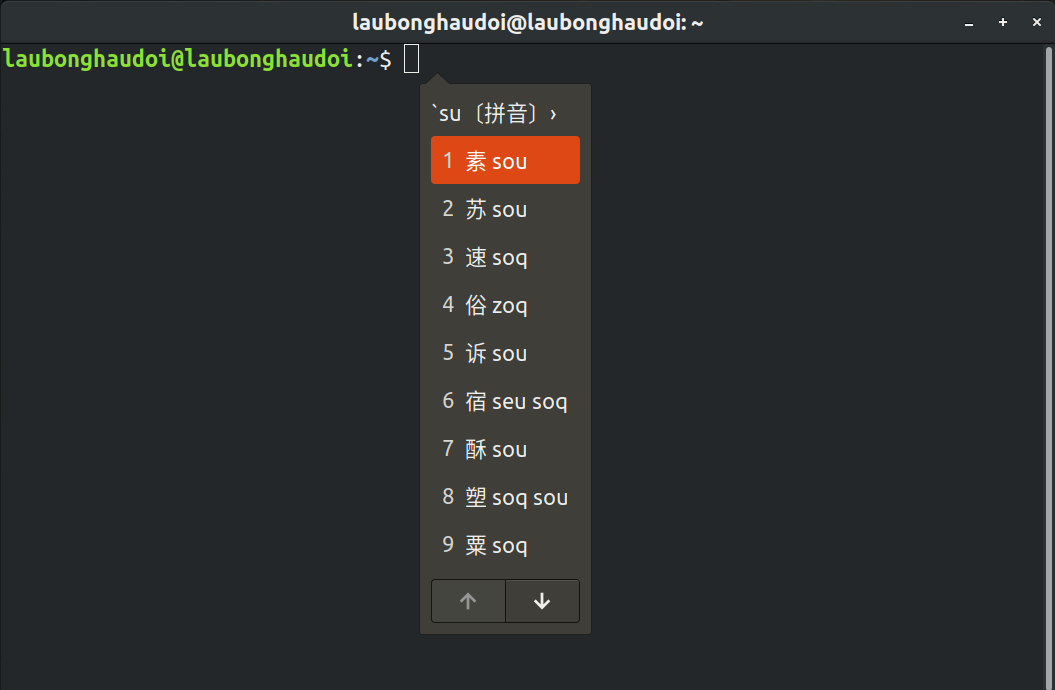 laubonghaudoi@laubonghaudoi: ~
laubonghaudoi@laubonghaudoi:~$
`su〔拼音〕›
1 素 sou
2 苏 sou
3 速 soq
4 俗 zoq
5 诉 sou
6 宿 seu soq
7 酥 sou
8 塑 soq sou
9 粟 soq